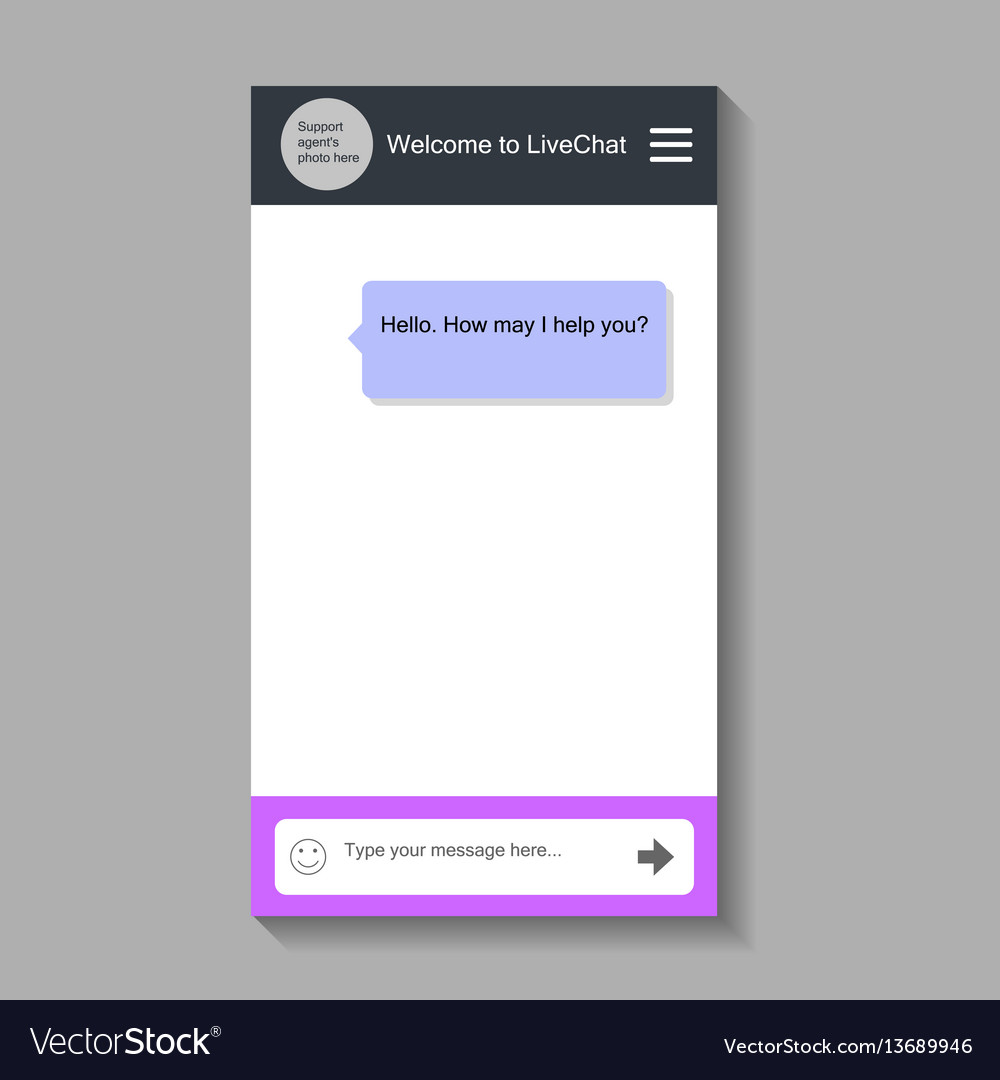 Support
agent's
photo here
Welcome to LiveChat
Hello. How may I help you?
Type your message here...
VectorStock®
VectorStock.com/13689946